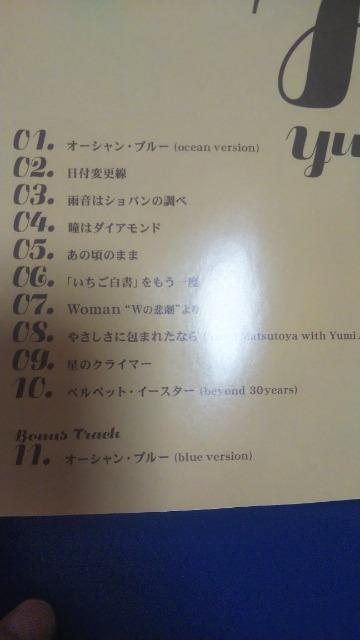 yu
01. オーシャン・ブルー (ocean version)
02. 日付変更線
03. 雨音はショパンの調べ
04. 瞳はダイアモンド
05. あの頃のまま
06. 「いちご白書」をもう一度
07. Woman "Wの悲劇"より
08. やさしさに包まれたなら Matsutoya with Yumi
09. 星のクライマー
10. ベルベット・イースター (beyond 30years)
Bonus Track
11. オーシャン・ブルー (blue version)